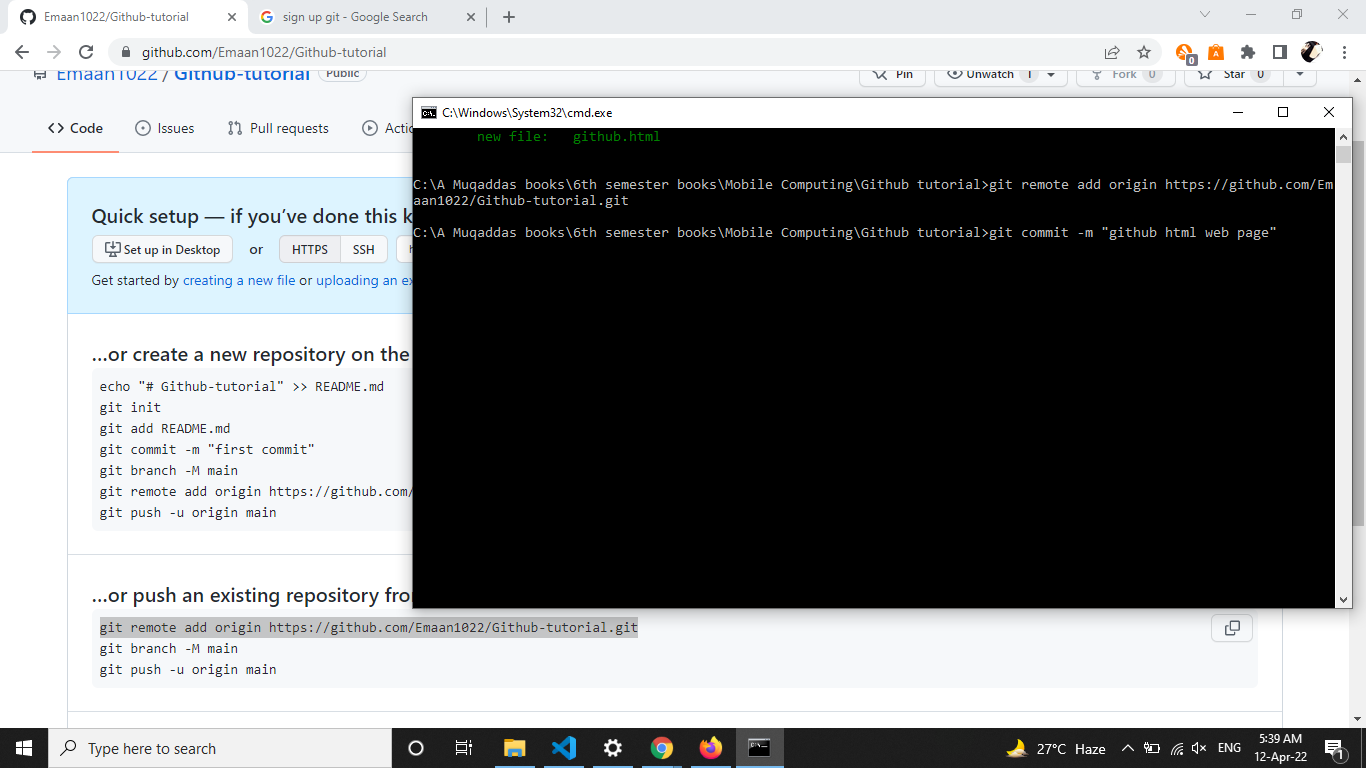 Emaan1022/Github-tutorial
sign up git - Google Search
github.com/Emaan1022/Github-tutorial
0
Emaan1022 / Github-tutorial Public
Pin
Unwatch 1
Fork 0
Star 0
Code
Issues
Pull requests
Actio
Quick setup — if you’ve done this k
Set up in Desktop or HTTPS SSH
Get started by creating a new file or uploading an ex
…or create a new repository on the
echo "# Github-tutorial" >> README.md
git init
git add README.md
git commit -m "first commit"
git branch -M main
git remote add origin https://github.com/
git push -u origin main
…or push an existing repository fro
git remote add origin https://github.com/Emaan1022/Github-tutorial.git
git branch -M main
git push -u origin main
C:\Windows\System32\cmd.exe
new file: github.html
C:\A Muqaddas books\6th semester books\Mobile Computing\Github tutorial>git remote add origin https://github.com/Em
aan1022/Github-tutorial.git
C:\A Muqaddas books\6th semester books\Mobile Computing\Github tutorial>git commit -m "github html web page"
Type here to search
27°C Haze
ENG
5:39 AM
12-Apr-22
1